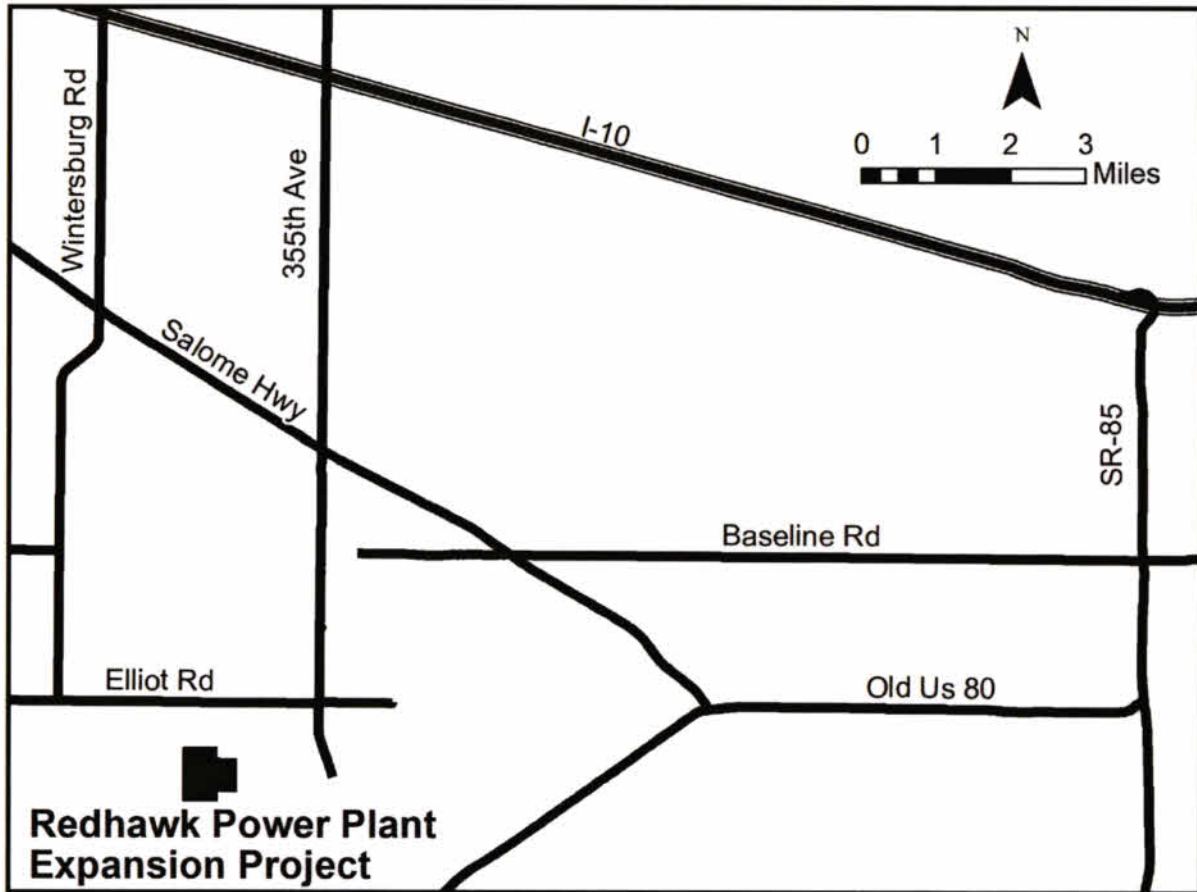 N
I-10
0 1 2 3
Miles
Wintersburg Rd
355th Ave
Salome Hwy
SR-85
Baseline Rd
Elliot Rd
Old Us 80
Redhawk Power Plant
Expansion Project